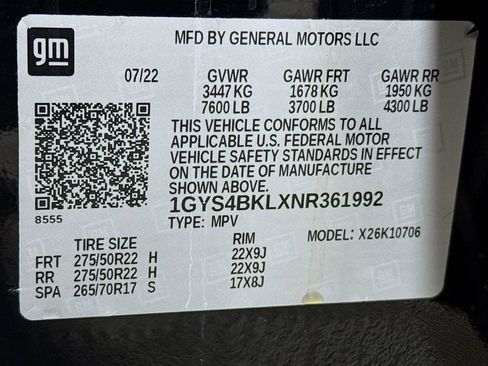 gm
MFD BY GENERAL MOTORS LLC
07/22 GVWR GAWR FRT GAWR RR
3447 KG 1678 KG 1950 KG
7600 LB 3700 LB 4300 LB
THIS VEHICLE CONFORMS TO ALL
APPLICABLE U.S. FEDERAL MOTOR
VEHICLE SAFETY STANDARDS IN EFFECT
ON THE DATE OF MANUFACTURE
SHOWN ABOVE.
1GYS4BKLXNR361992
8555
TYPE: MPV MODEL: X26K10706
TIRE SIZE RIM
FRT 275/50R22 H 22X9J
RR 275/50R22 H 22X9J
SPA 265/70R17 S 17X8J